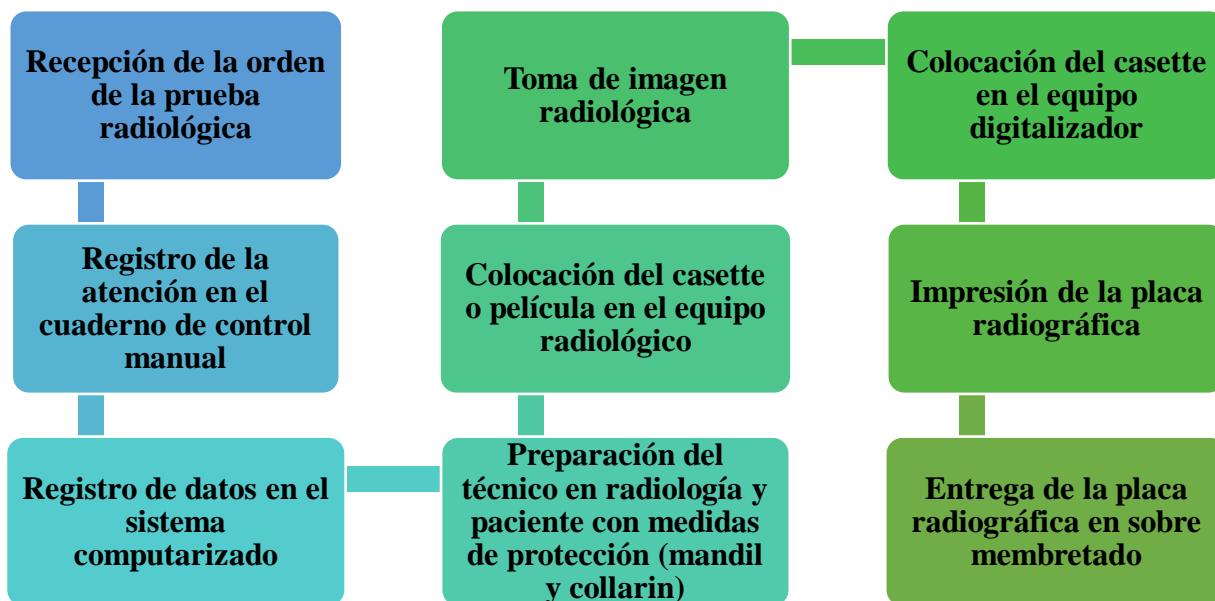 Recepción de la orden
de la prueba
radiológica
Registro de la
atención en el
cuaderno de control
manual
Registro de datos en el
sistema
computarizado
Preparación del
técnico en radiología y
paciente con medidas
de protección (mandil
y collarin)
Colocación del casette
o película en el equipo
radiológico
Toma de imagen
radiológica
Colocación del casette
en el equipo
digitalizador
Impresión de la placa
radiográfica
Entrega de la placa
radiográfica en sobre
membretado